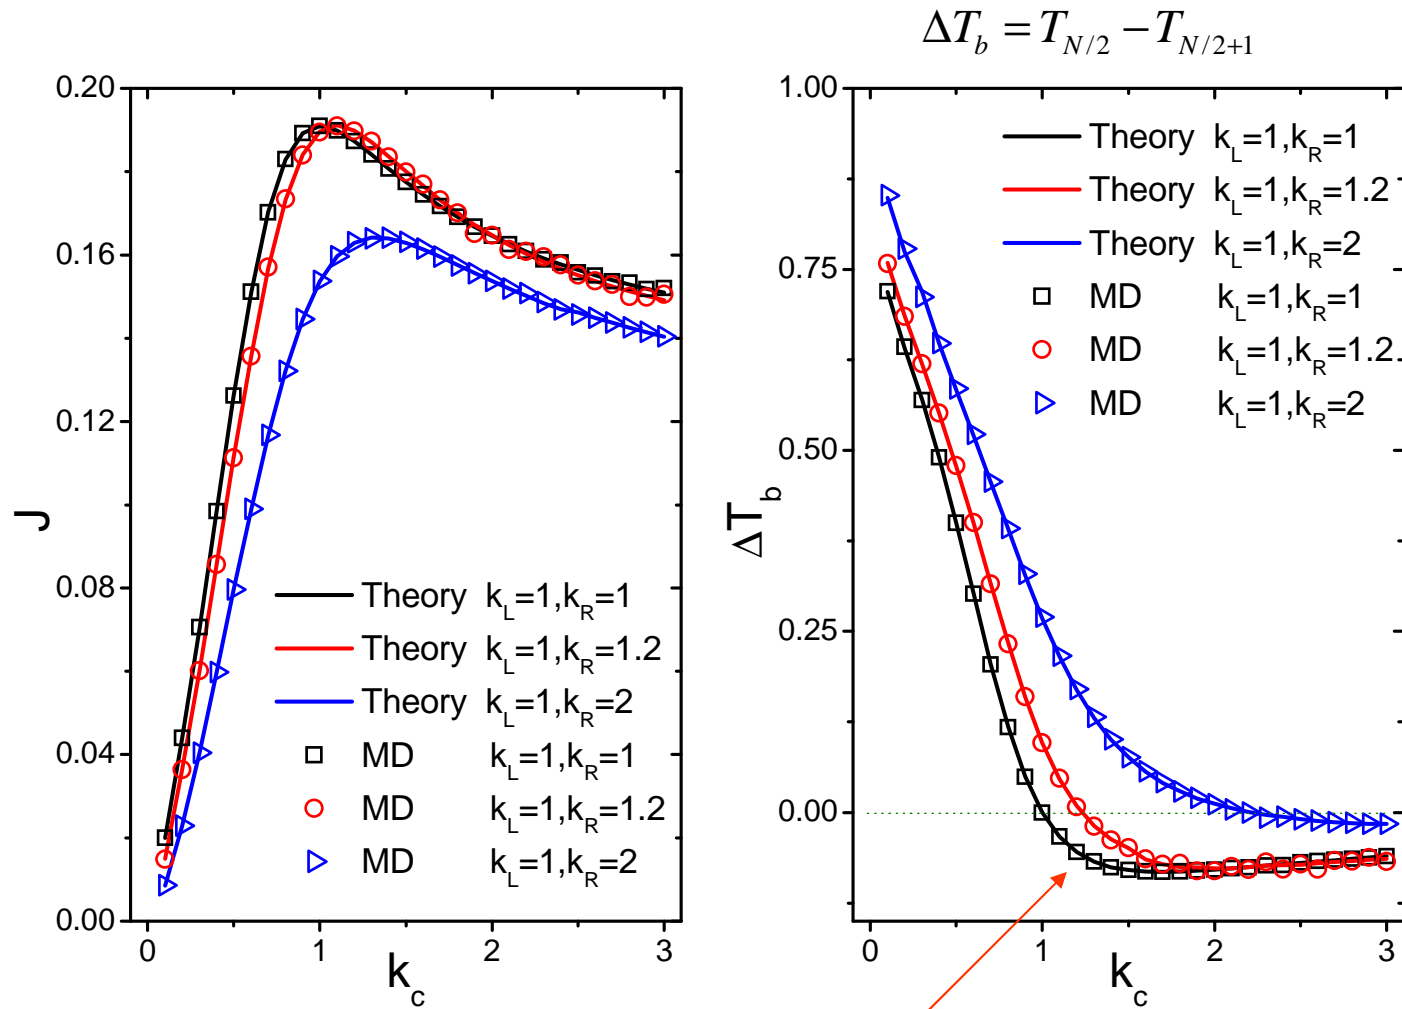 ΔT_b = T_{N/2} − T_{N/2+1}
0.20
0.16
0.12
0.08
0.04
0.00
J
Theory k_L=1,k_R=1
Theory k_L=1,k_R=1.2
Theory k_L=1,k_R=2
MD k_L=1,k_R=1
MD k_L=1,k_R=1.2
MD k_L=1,k_R=2
0 1 2 3
k_c
1.00
0.75
0.50
0.25
0.00
ΔT_b
Theory k_L=1,k_R=1
Theory k_L=1,k_R=1.2
Theory k_L=1,k_R=2
MD k_L=1,k_R=1
MD k_L=1,k_R=1.2.
MD k_L=1,k_R=2
0 1 2 3
k_c